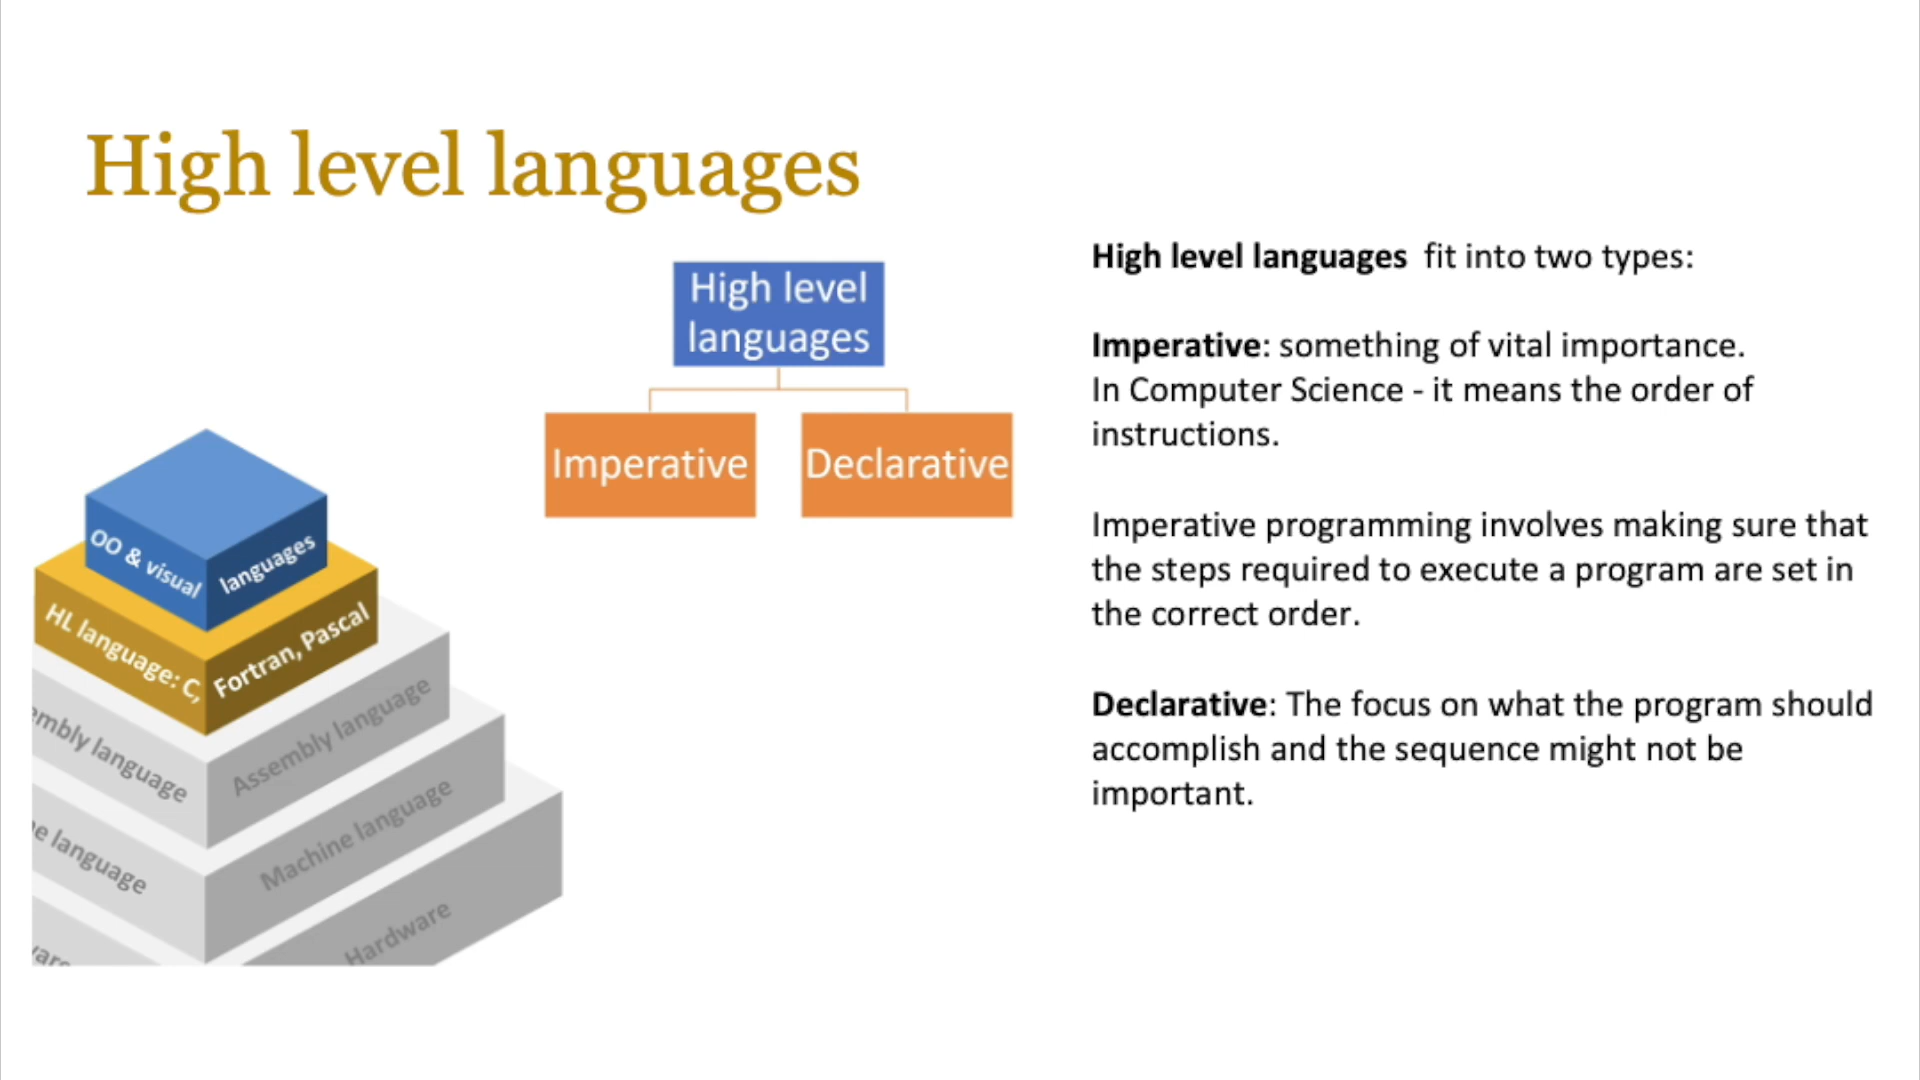 High level languages
High level
languages
Imperative
Declarative
High level languages fit into two types:
Imperative: something of vital importance.
In Computer Science - it means the order of
instructions.
Imperative programming involves making sure that
the steps required to execute a program are set in
the correct order.
Declarative: The focus on what the program should
accomplish and the sequence might not be
important.
OO & visual languages
HL language: C, Fortran, Pascal
language Assembly language
language Machine language
Hardware